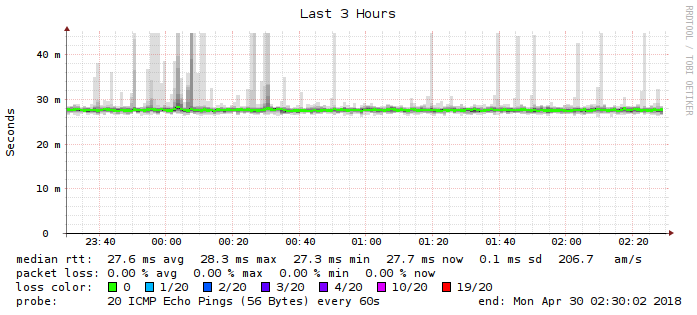 Last 3 Hours
RRDTOOL / TOBI OETIKER
Seconds
40 m
30 m
20 m
10 m
0
23:40 00:00 00:20 00:40 01:00 01:20 01:40 02:00 02:20
median rtt: 27.6 ms avg 28.3 ms max 27.3 ms min 27.7 ms now 0.1 ms sd 206.7 am/s
packet loss: 0.00 % avg 0.00 % max 0.00 % min 0.00 % now
loss color: 0 1/20 2/20 3/20 4/20 10/20 19/20
probe: 20 ICMP Echo Pings (56 Bytes) every 60s end: Mon Apr 30 02:30:02 2018